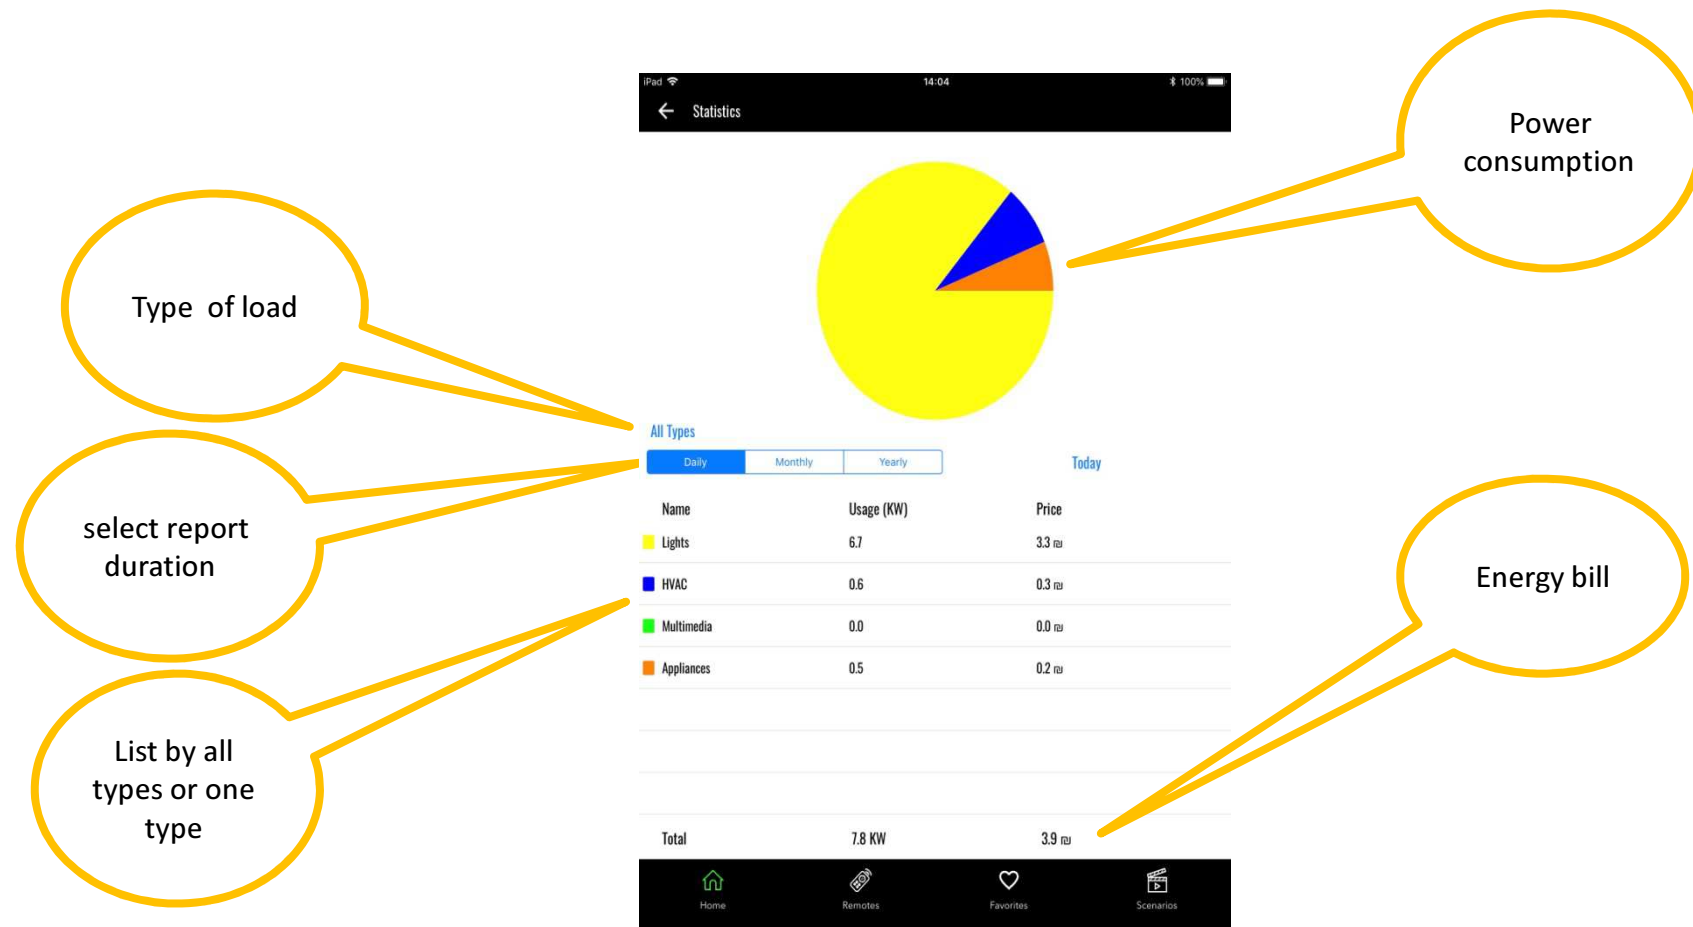 iPad
14:04
100%
Statistics
Power
consumption
Type of load
All Types
Daily Monthly Yearly
Today
select report
duration
Name Usage (KW) Price
Lights 6.7 3.3 ₪
HVAC 0.6 0.3 ₪
Multimedia 0.0 0.0 ₪
Appliances 0.5 0.2 ₪
Energy bill
List by all
types or one
type
Total 7.8 KW 3.9 ₪
Home Remotes Favorites Scenarios